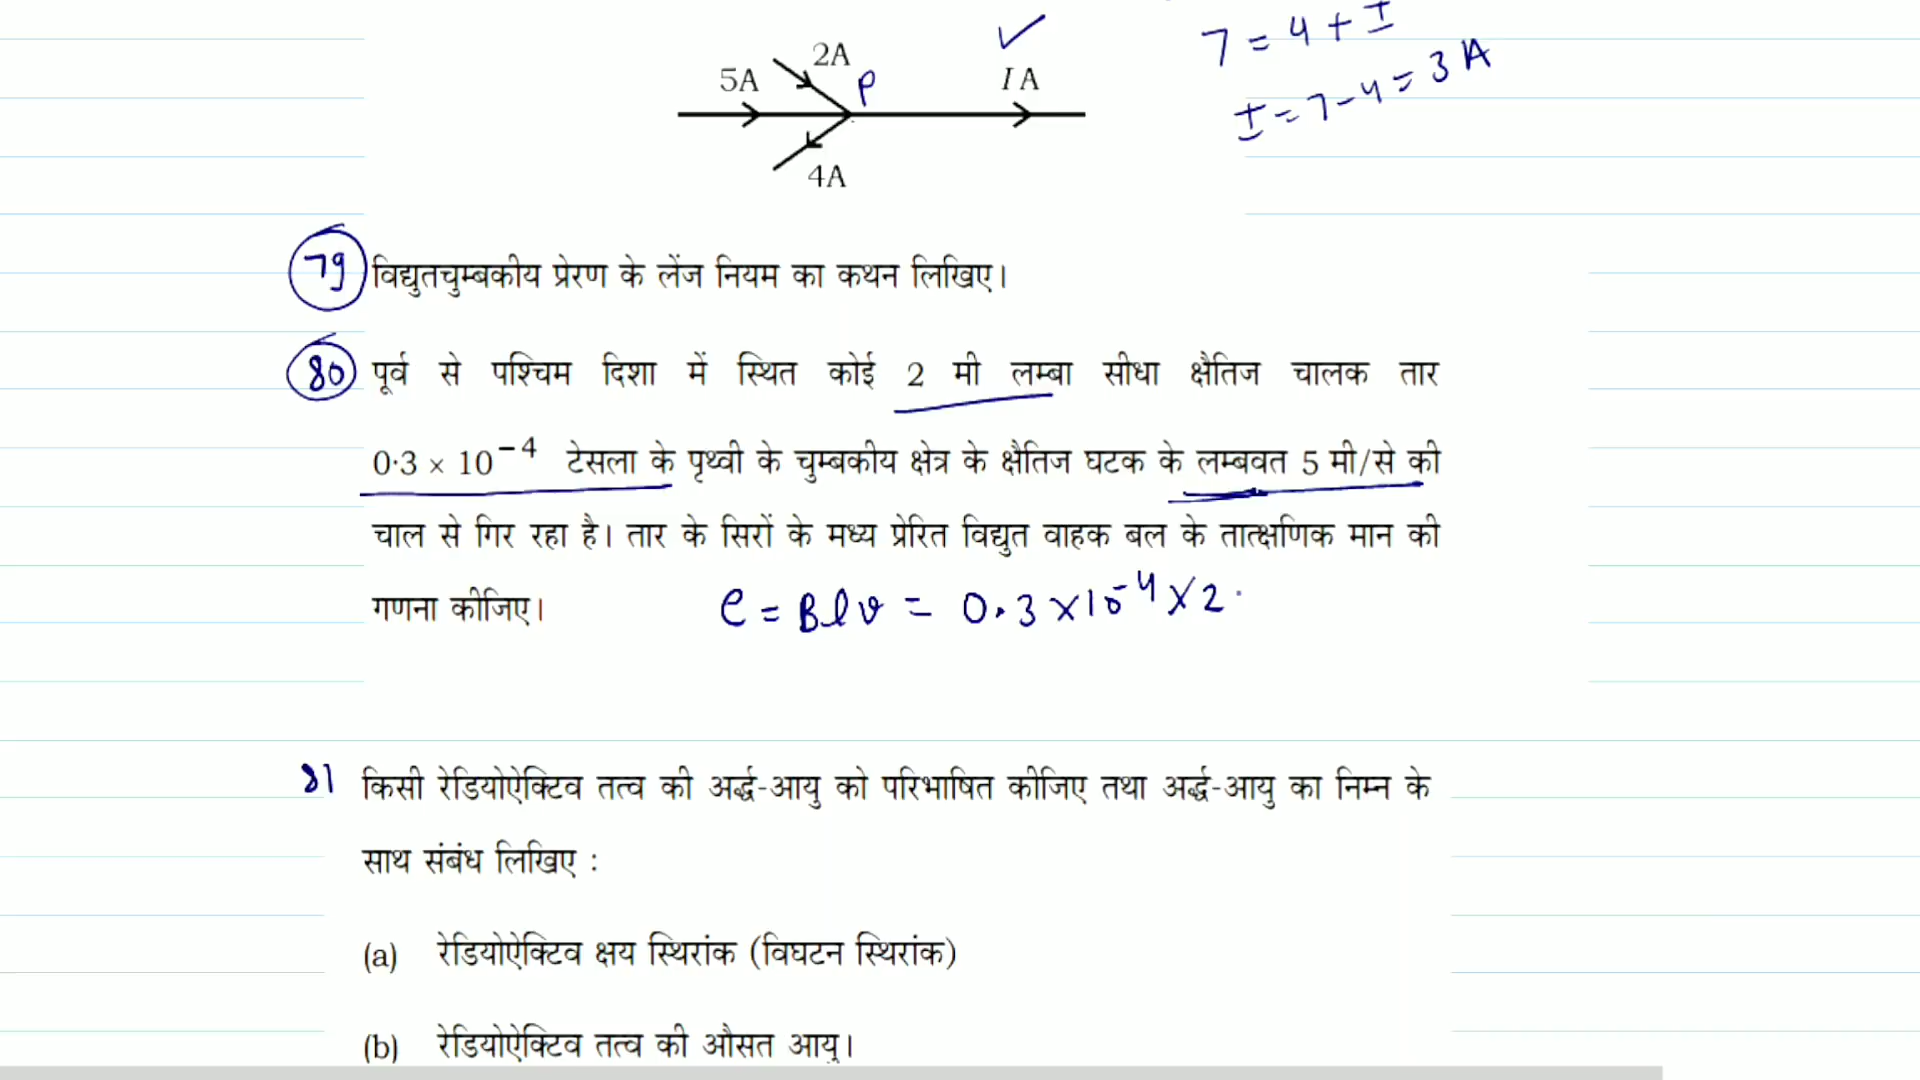 7 = 4 + I
2A
P
5A
I A
I = 7 - 4 = 3 A
4A
79 विद्युतचुम्बकीय प्रेरण के लेंज नियम का कथन लिखिए।
80 पूर्व से पश्चिम दिशा में स्थित कोई 2 मी लम्बा सीधा क्षैतिज चालक तार
0·3 × 10⁻⁴ टेसला के पृथ्वी के चुम्बकीय क्षेत्र के क्षैतिज घटक के लम्बवत 5 मी/से की
चाल से गिर रहा है। तार के सिरों के मध्य प्रेरित विद्युत वाहक बल के तात्क्षणिक मान की
गणना कीजिए। e = Blv = 0.3 × 10⁻⁴ × 2
81 किसी रेडियोऐक्टिव तत्व की अर्द्ध-आयु को परिभाषित कीजिए तथा अर्द्ध-आयु का निम्न के
साथ संबंध लिखिए :
(a) रेडियोऐक्टिव क्षय स्थिरांक (विघटन स्थिरांक)
(b) रेडियोऐक्टिव तत्व की औसत आयु।